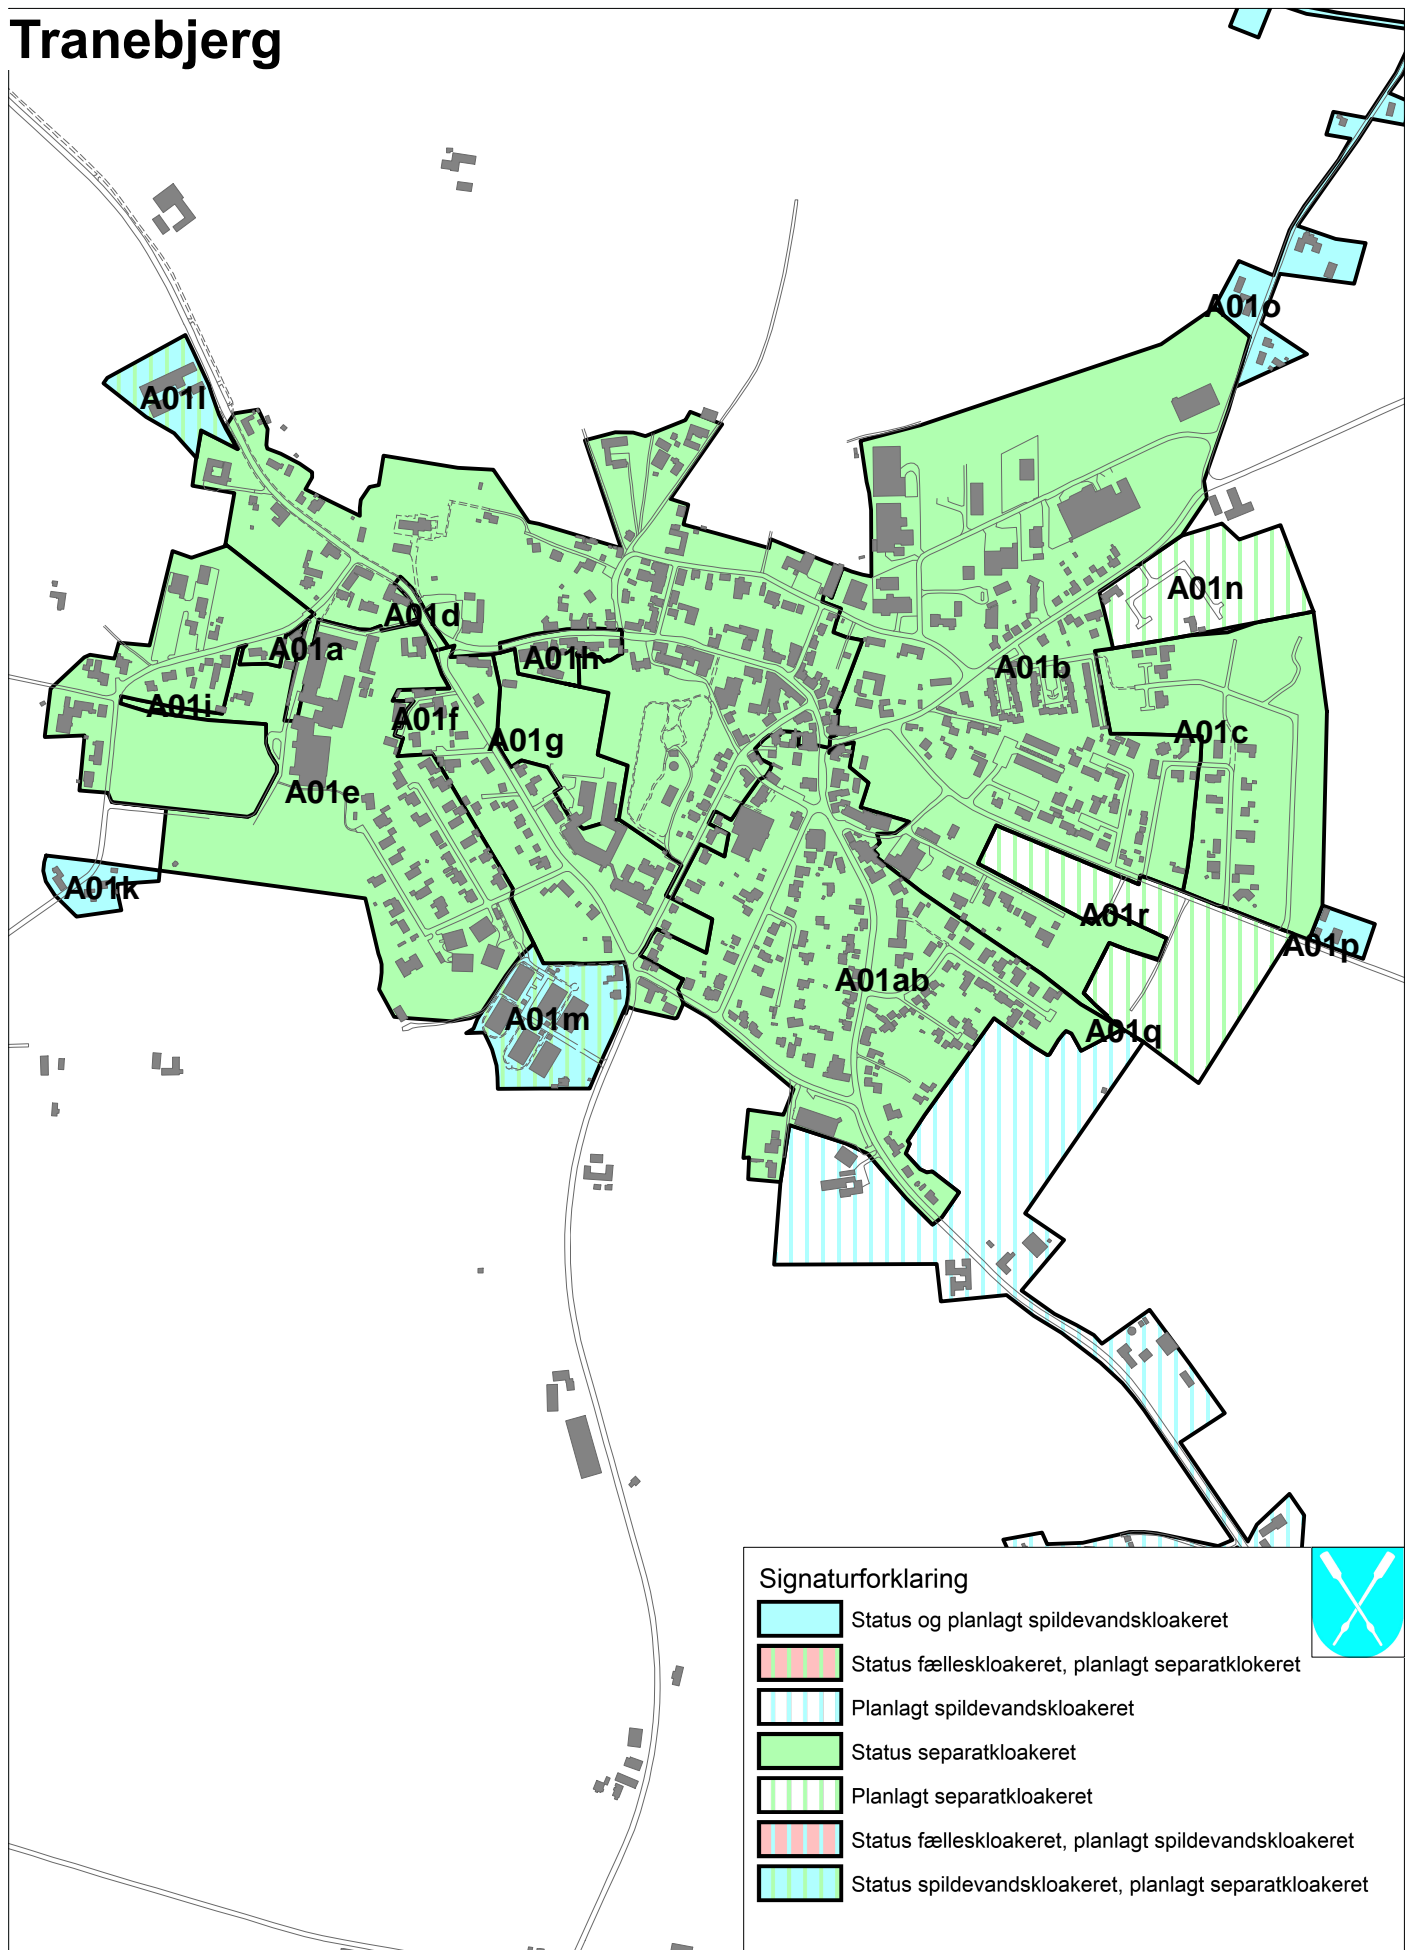 Tranebjerg
A01o
A01l
A01n
A01d
A01a
A01h
A01b
A01i
A01f
A01g
A01c
A01e
A01k
A01r
A01p
A01ab
A01m
A01q
Signaturforklaring
Status og planlagt spildevandskloakeret
Status fælleskloakeret, planlagt separatklokeret
Planlagt spildevandskloakeret
Status separatkloakeret
Planlagt separatkloakeret
Status fælleskloakeret, planlagt spildevandskloakeret
Status spildevandskloakeret, planlagt separatkloakeret